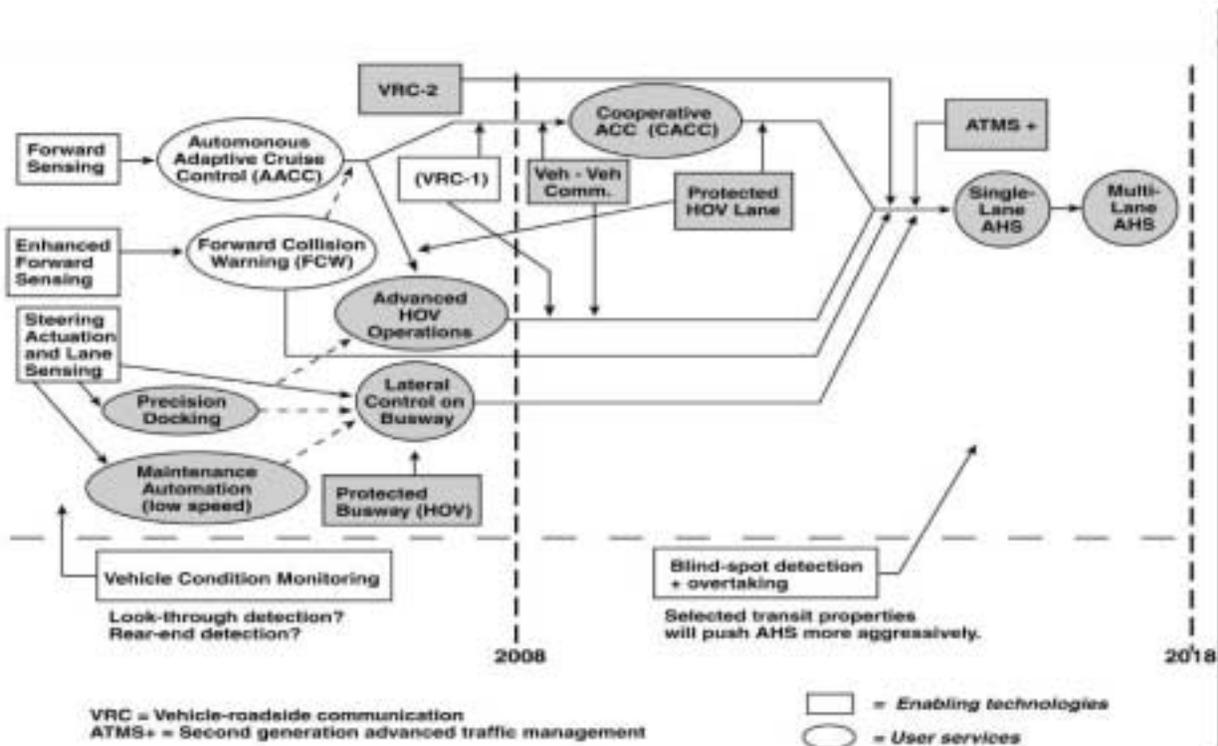 VRC-2
Cooperative
ACC (CACC)
ATMS +
Forward
Sensing
Automonous
Adaptive Cruise
Control (AACC)
(VRC-1)
Veh - Veh
Comm.
Protected
HOV Lane
Single-
Lane
AHS
Multi-
Lane
AHS
Enhanced
Forward
Sensing
Forward Collision
Warning (FCW)
Steering
Actuation
and Lane
Sensing
Advanced
HOV
Operations
Precision
Docking
Lateral
Control on
Busway
Maintenance
Automation
(low speed)
Protected
Busway (HOV)
Vehicle Condition Monitoring
Look-through detection?
Rear-end detection?
Blind-spot detection
+ overtaking
Selected transit properties
will push AHS more aggressively.
2008
2018
VRC = Vehicle-roadside communication
ATMS+ = Second generation advanced traffic management
= Enabling technologies
= User services